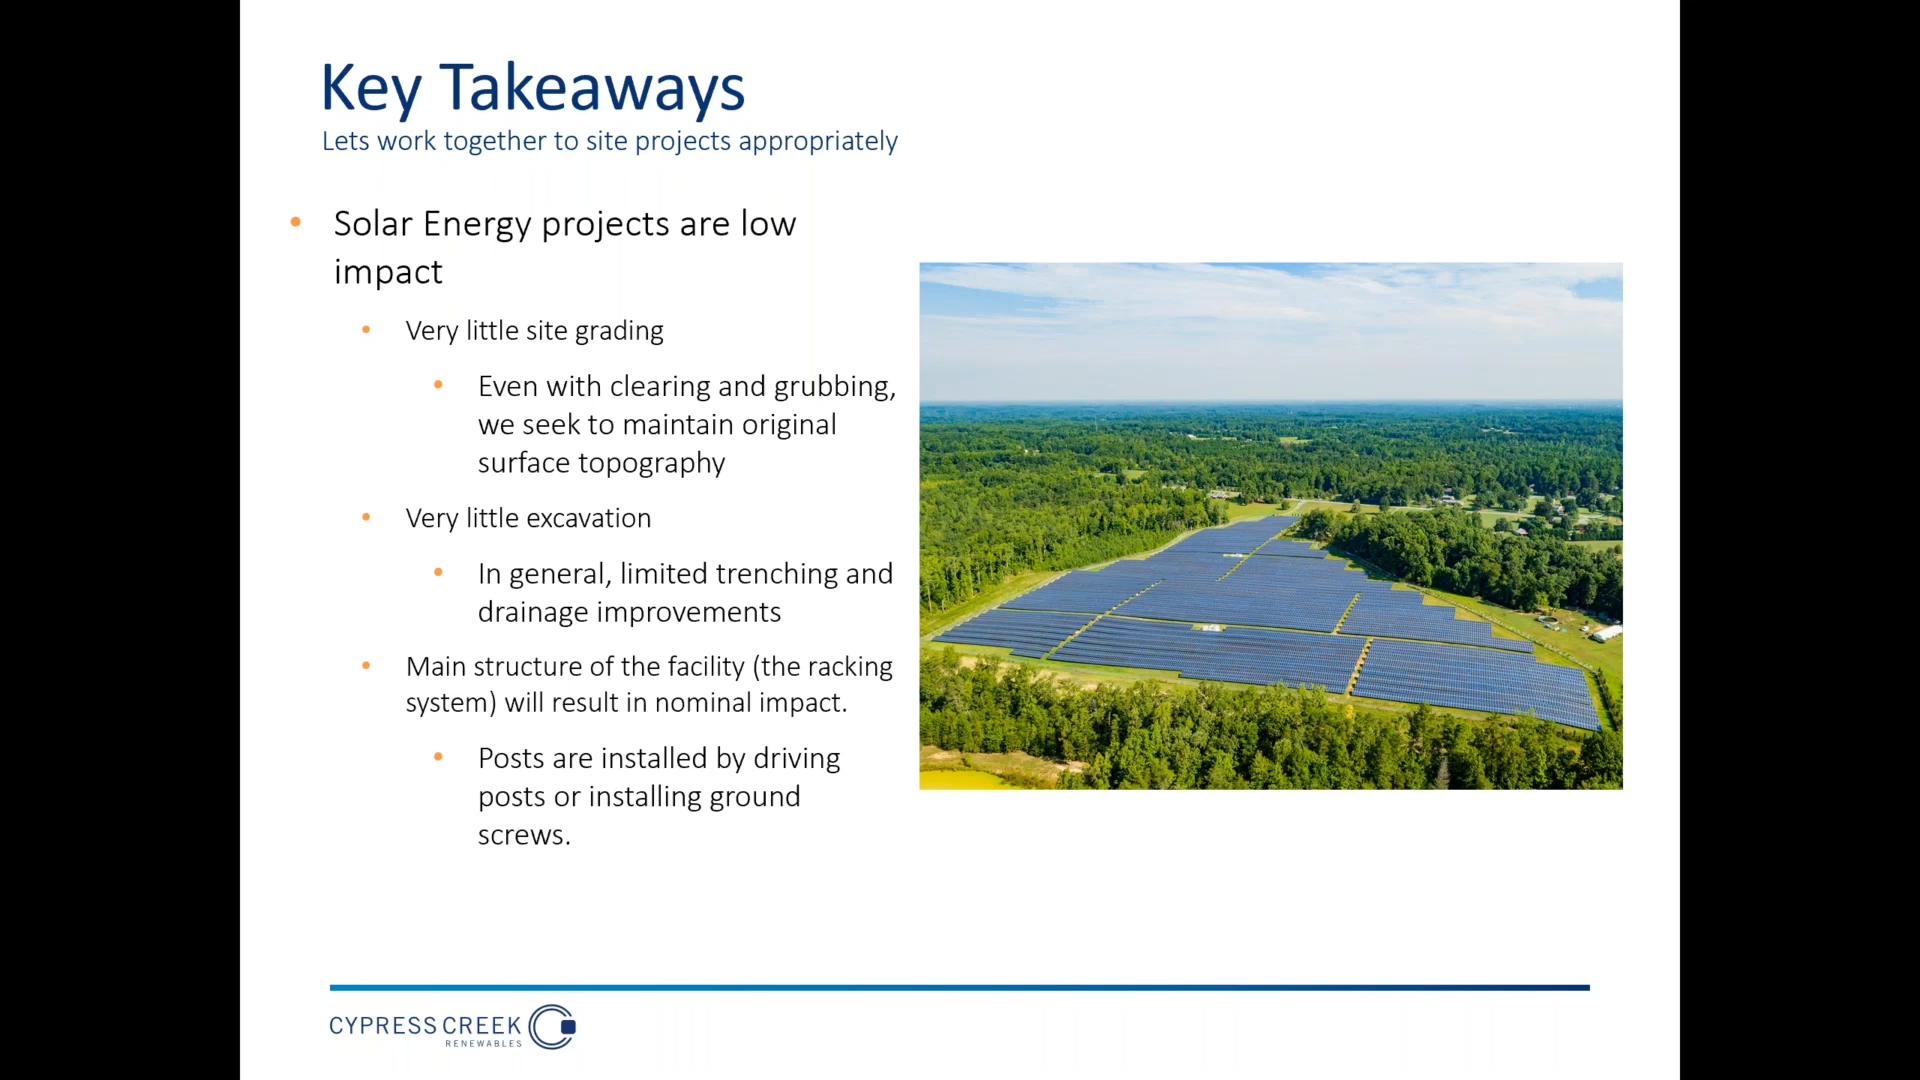 Key Takeaways
Lets work together to site projects appropriately
• Solar Energy projects are low
impact
• Very little site grading
• Even with clearing and grubbing,
we seek to maintain original
surface topography
• Very little excavation
• In general, limited trenching and
drainage improvements
• Main structure of the facility (the racking
system) will result in nominal impact.
• Posts are installed by driving
posts or installing ground
screws.
CYPRESS CREEK
RENEWABLES